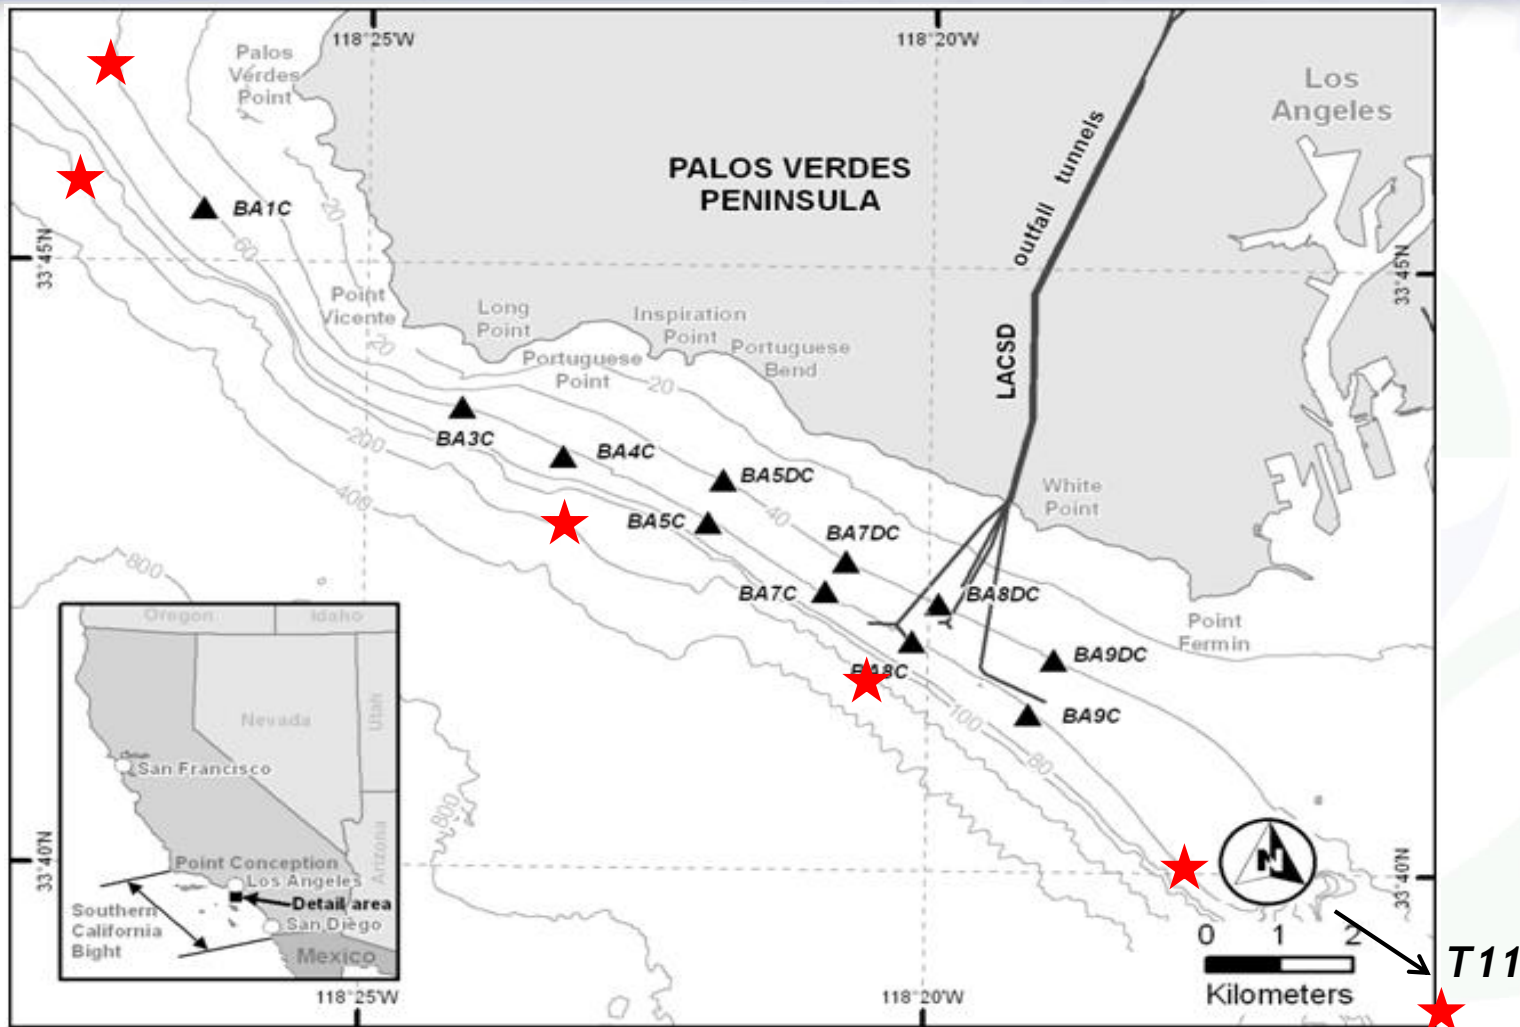 118°25'W
118°20'W
Palos
Verdes
Point
Los
Angeles
PALOS VERDES
PENINSULA
outfall tunnels
BA1C
20
60
33°45'N
33°45'N
Point
Vicente
Long
Point
Inspiration
Point
Portuguese
Bend
Portuguese
Point
20
20
LACSD
BA3C
200
BA4C
400
BA5DC
BA5C
40
White
Point
BA7DC
800
BA7C
BA8DC
Point
Fermin
BA8C
BA9DC
BA9C
100
80
800
Oregon
Idaho
Nevada
Utah
San Francisco
Arizona
Point Conception
Los Angeles
Detail area
Southern
California
Bight
San Diego
Mexico
33°40'N
33°40'N
N
0 1 2
Kilometers
T11
118°25'W
118°20'W